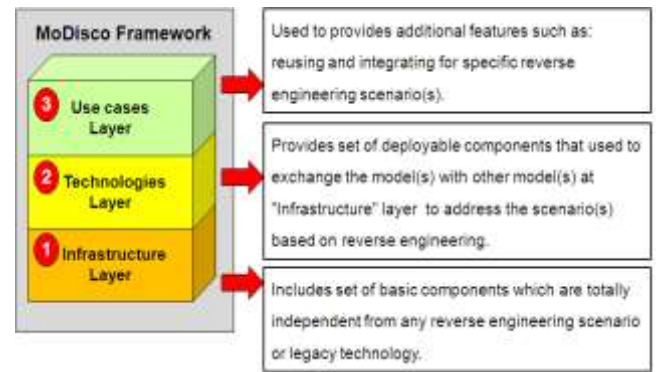 MoDisco Framework
3
Use cases
Layer
2
Technologies
Layer
1
Infrastructure
Layer
Used to provides additional features such as:
reusing and integrating for specific reverse
engineering scenario(s).
Provides set of deployable components that used to
exchange the model(s) with other model(s) at
"Infrastructure" layer to address the scenario(s)
based on reverse engineering.
Includes set of basic components which are totally
independent from any reverse engineering scenario
or legacy technology.